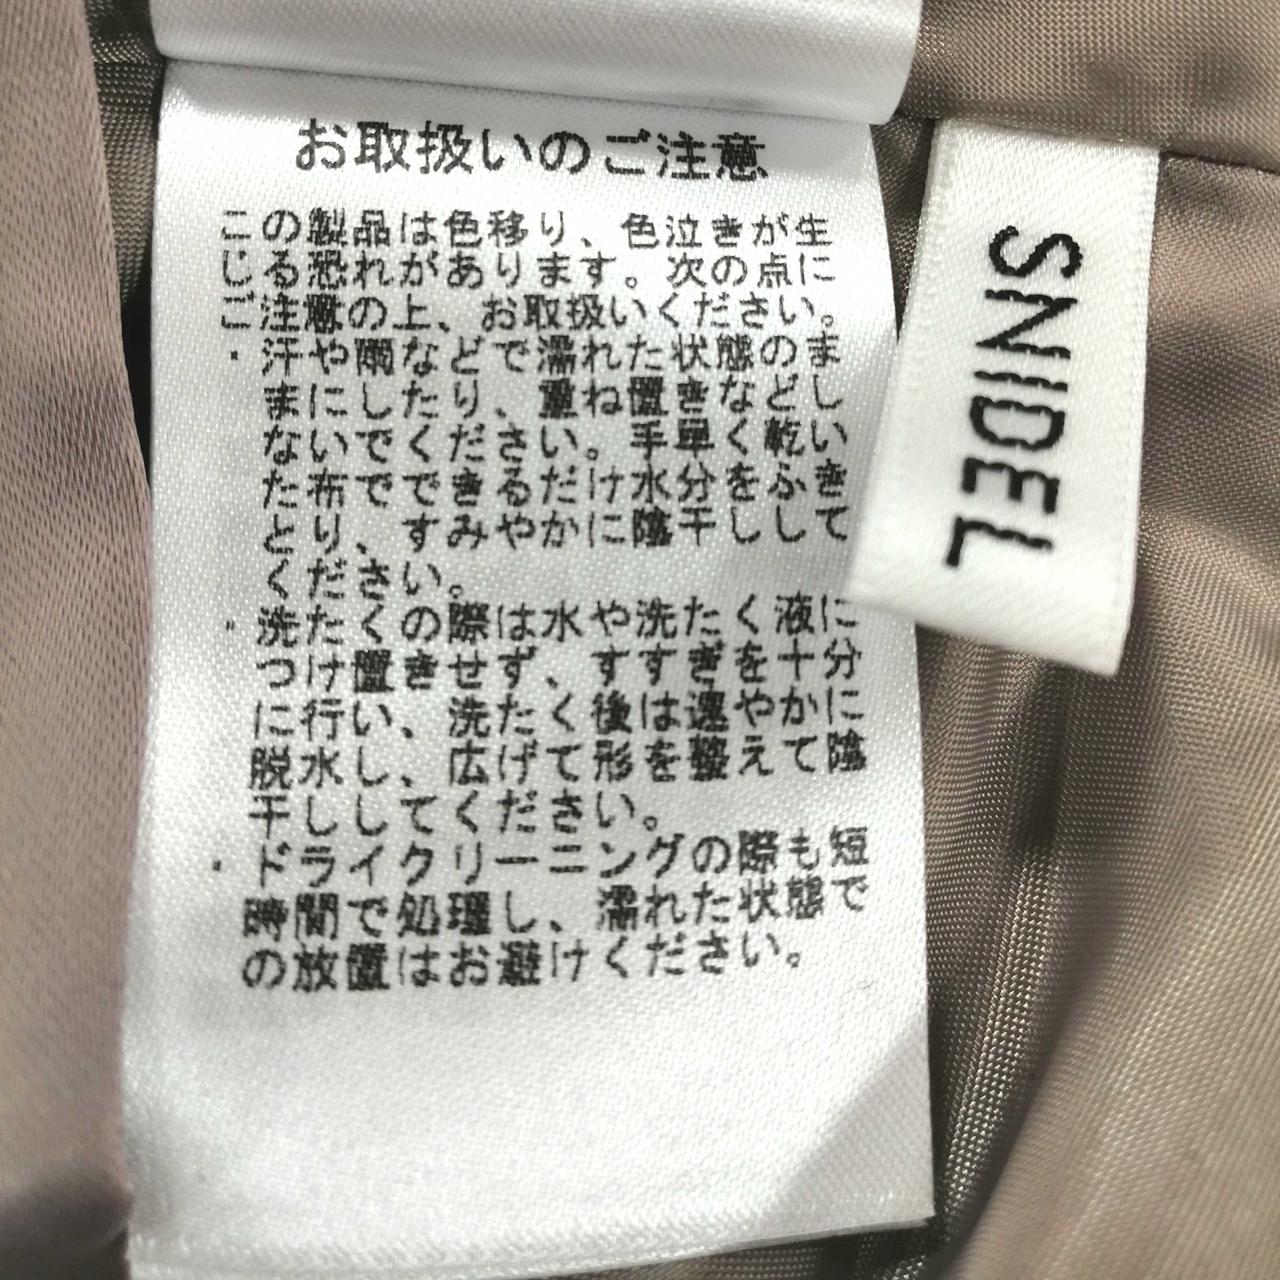 お取扱いのご注意
この製品は色移り、色泣きが生
じる恐れがあります。次の点に
ご注意の上、お取扱いください。
・汗や雨などで濡れた状態のま
まにしたり、重ね置きなどし
ないでください。手早く乾い
た布でできるだけ水分をふき
とり、すみやかに陰干しして
ください。
・洗たくの際は水や洗たく液に
つけ置きせず、すすぎを十分
に行い、洗たく後は速やかに
脱水し、広げて形を整えて陰
干ししてください。
・ドライクリーニングの際も短
時間で処理し、濡れた状態で
の放置はお避けください。
SNIDEL